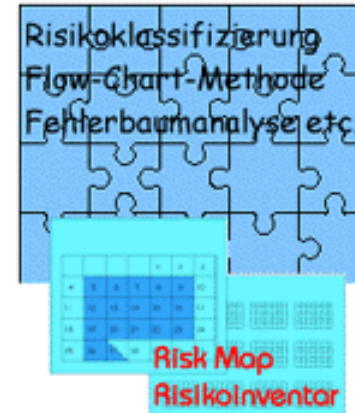 Risikoklassifizierung
Flow-Chart-Methode
Fehlerbaumanalyse etc
Risk Map
Risikoinventar